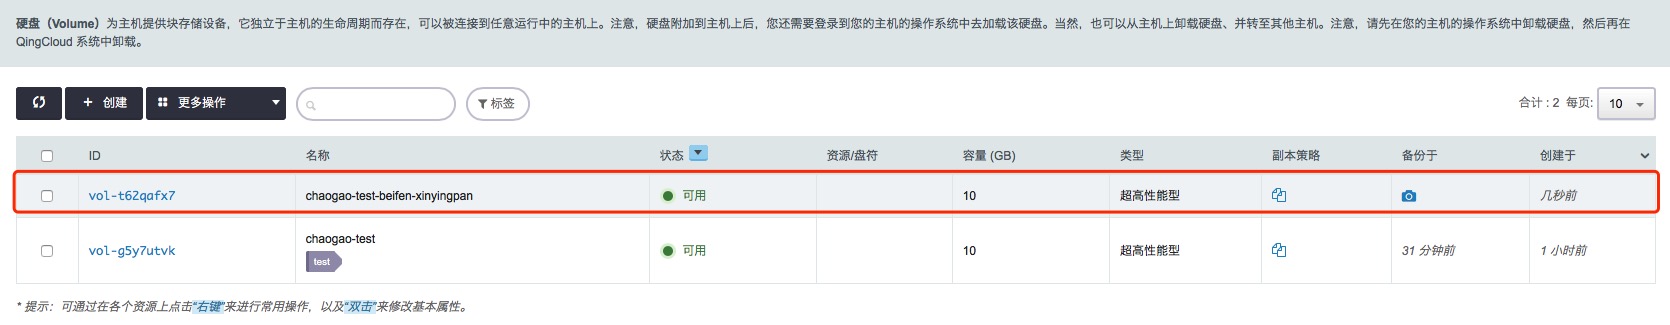 硬盘（Volume）为主机提供块存储设备，它独立于主机的生命周期而存在，可以被连接到任意运行中的主机上。注意，硬盘附加到主机上后，您还需要登录到您的主机的操作系统中去加载该硬盘。当然，也可以从主机上卸载硬盘、并转至其他主机。注意，请先在您的主机的操作系统中卸载硬盘，然后再在
QingCloud 系统中卸载。
+ 创建 更多操作 标签 合计 : 2 每页: 10
ID 名称 状态 资源/盘符 容量 (GB) 类型 副本策略 备份于 创建于
vol-t62qafx7 chaogao-test-beifen-xinyingpan 可用 10 超高性能型 几秒前
vol-g5y7utvk chaogao-test 可用 10 超高性能型 31 分钟前 1 小时前
test
* 提示：可通过在各个资源上点击“右键”来进行常用操作，以及“双击”来修改基本属性。